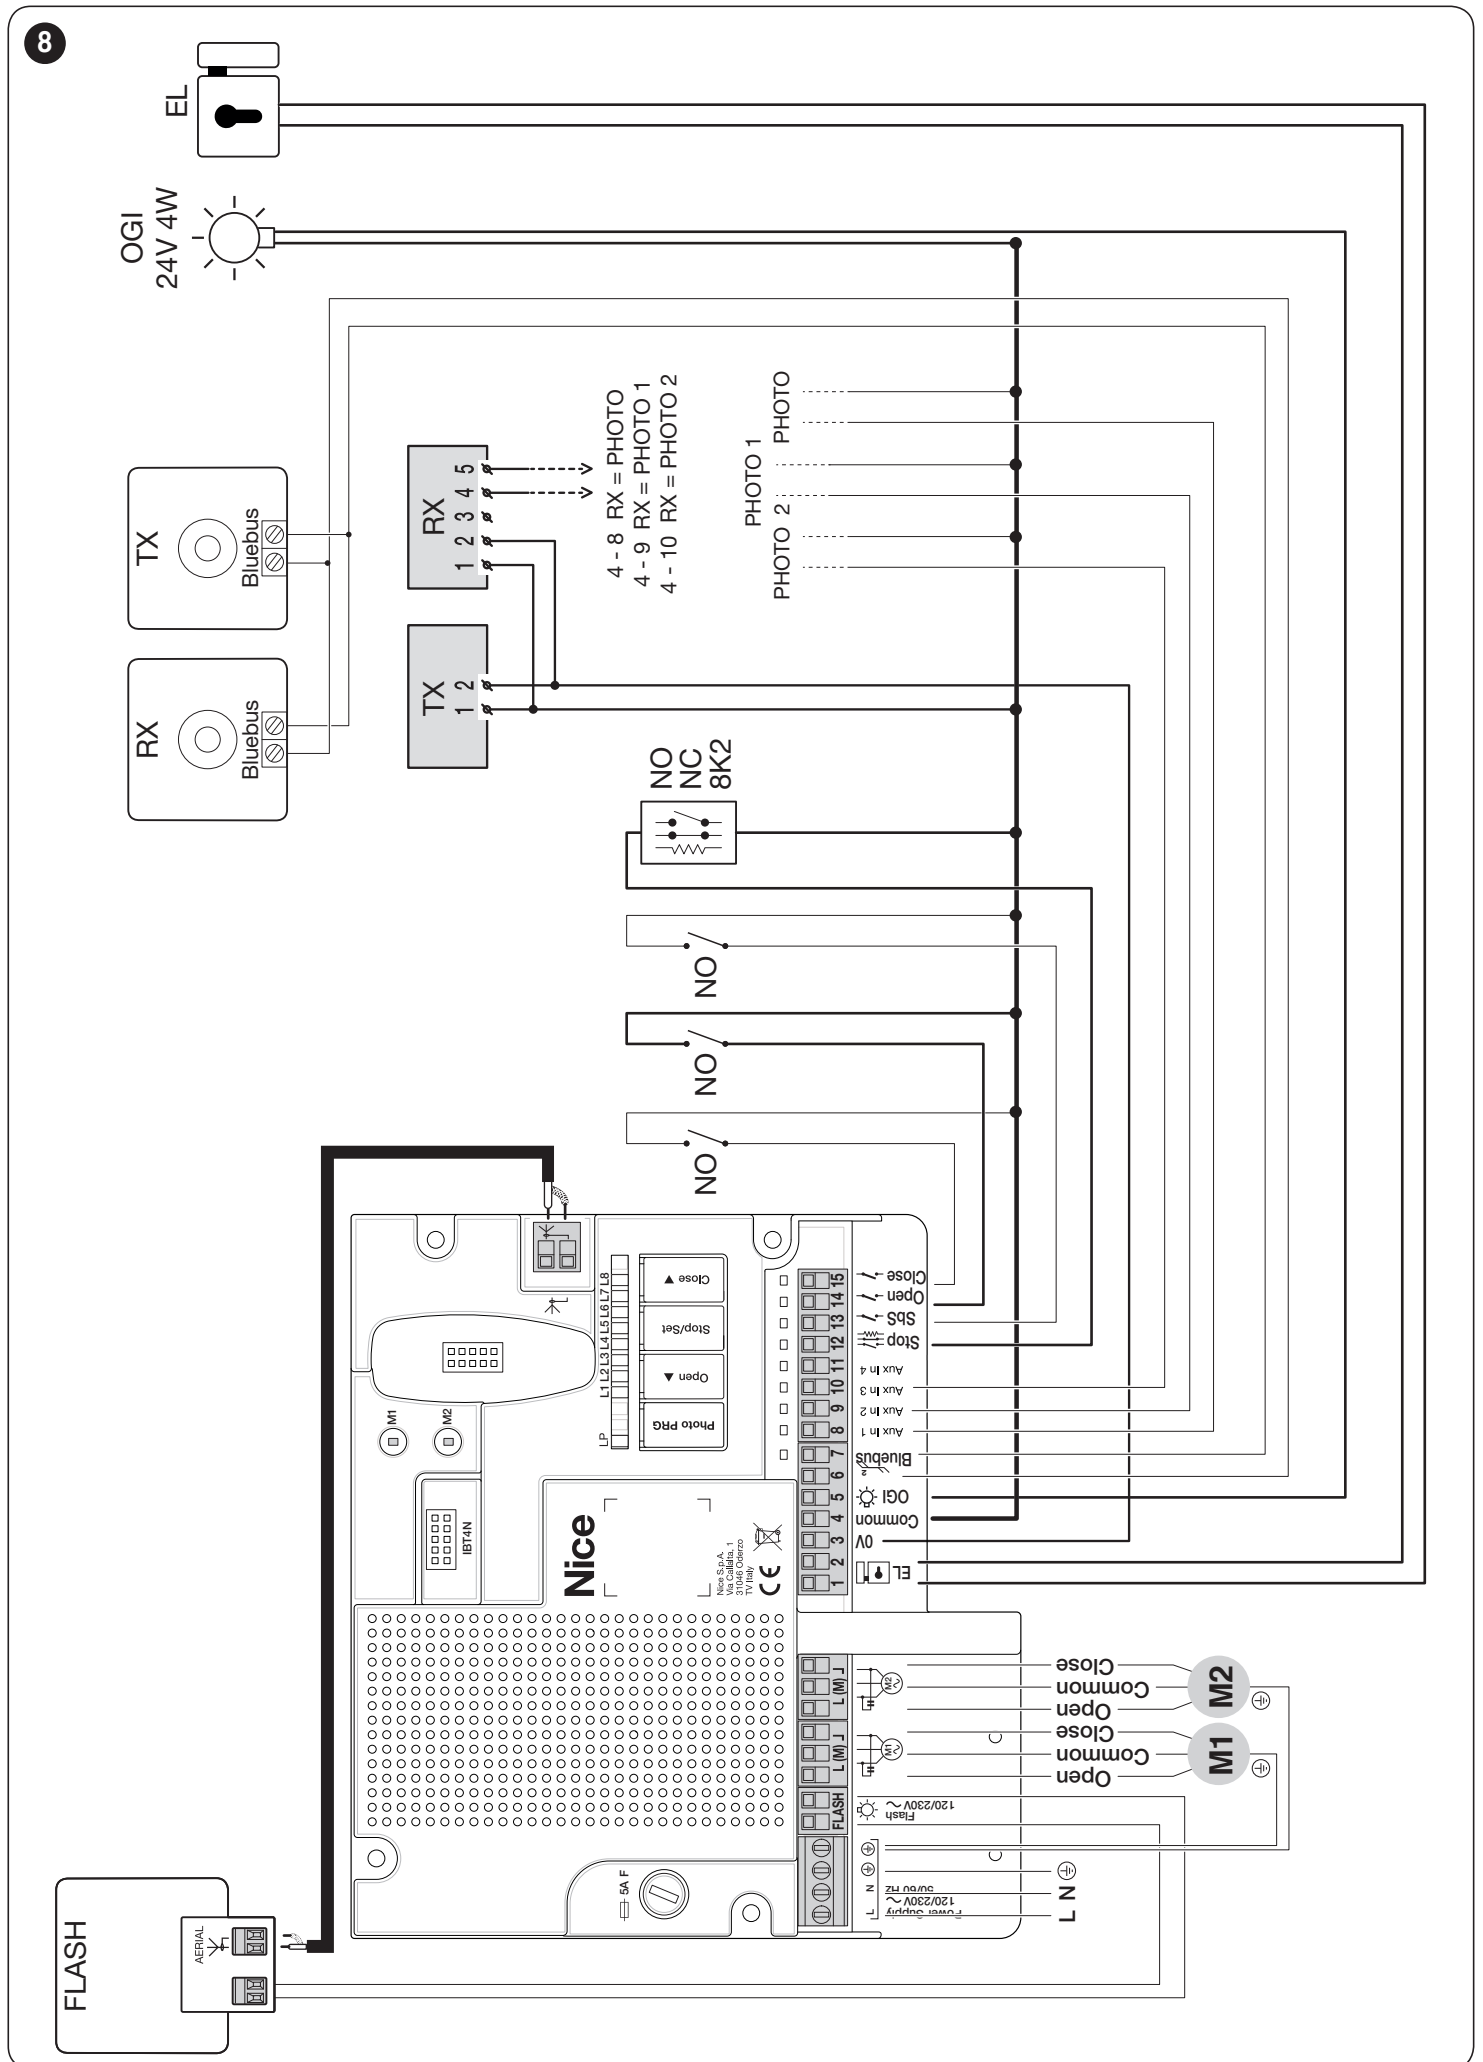 8
EL
OGI
24V 4W
TX
Bluebus
RX
Bluebus
RX
1 2 3 4 5
TX
1 2
4 - 8 RX = PHOTO
4 - 9 RX = PHOTO 1
4 - 10 RX = PHOTO 2
PHOTO
PHOTO 1
PHOTO 2
NO
NC
8K2
NO
NO
NO
M1
M2
IBT4N
LP
L1 L2 L3 L4 L5 L6 L7 L8
Photo PRG
Open ▲
Stop/Set
Close ▼
Nice
Nice S.p.A.
Via Callalta, 1
31046 Oderzo
TV Italy
CE
5A F
15 Close
14 Open
13 SbS
12 Stop
11 Aux In 4
10 Aux In 3
9 Aux In 2
8 Aux In 1
7 Bluebus
6 2
5 OGI
4 Common
3 0V
2
1 EL
L (M)
M2
Close
Common
Open
M2
L (M)
M1
Close
Common
Open
M1
FLASH
Flash
120/230V ~
L N
Power Supply
120/230V ~
50/60 Hz
L N
FLASH
AERIAL